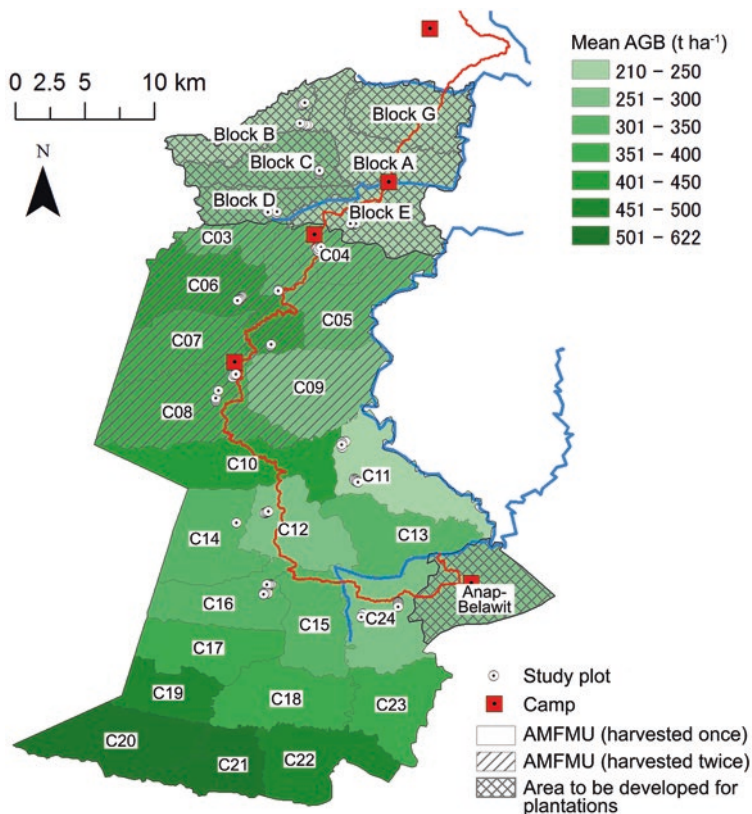 0 2.5 5 10 km
N
Mean AGB (t ha⁻¹)
210 – 250
251 – 300
301 – 350
351 – 400
401 – 450
451 – 500
501 – 622
Block G
Block B
Block C
Block A
Block D
Block E
C03
C04
C06
C05
C07
C09
C08
C10
C11
C12
C14
C13
Anap-
Belawit
C16
C15
C24
C17
C19
C18
C23
C20
C21
C22
Study plot
Camp
AMFMU (harvested once)
AMFMU (harvested twice)
Area to be developed for
plantations